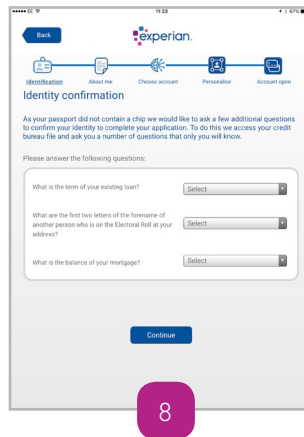 EE 11:23 67%
Back
experian.
Identification About me Choose account Personalise Account open
Identity confirmation
As your passport did not contain a chip we would like to ask a few additional questions
to confirm your identity to complete your application. To do this we access your credit
bureau file and ask you a number of questions that only you will know.
Please answer the following questions:
What is the term of your existing loan? Select
What are the first two letters of the forename of
another person who is on the Electoral Roll at your
address?
Select
What is the balance of your mortgage? Select
Continue
8